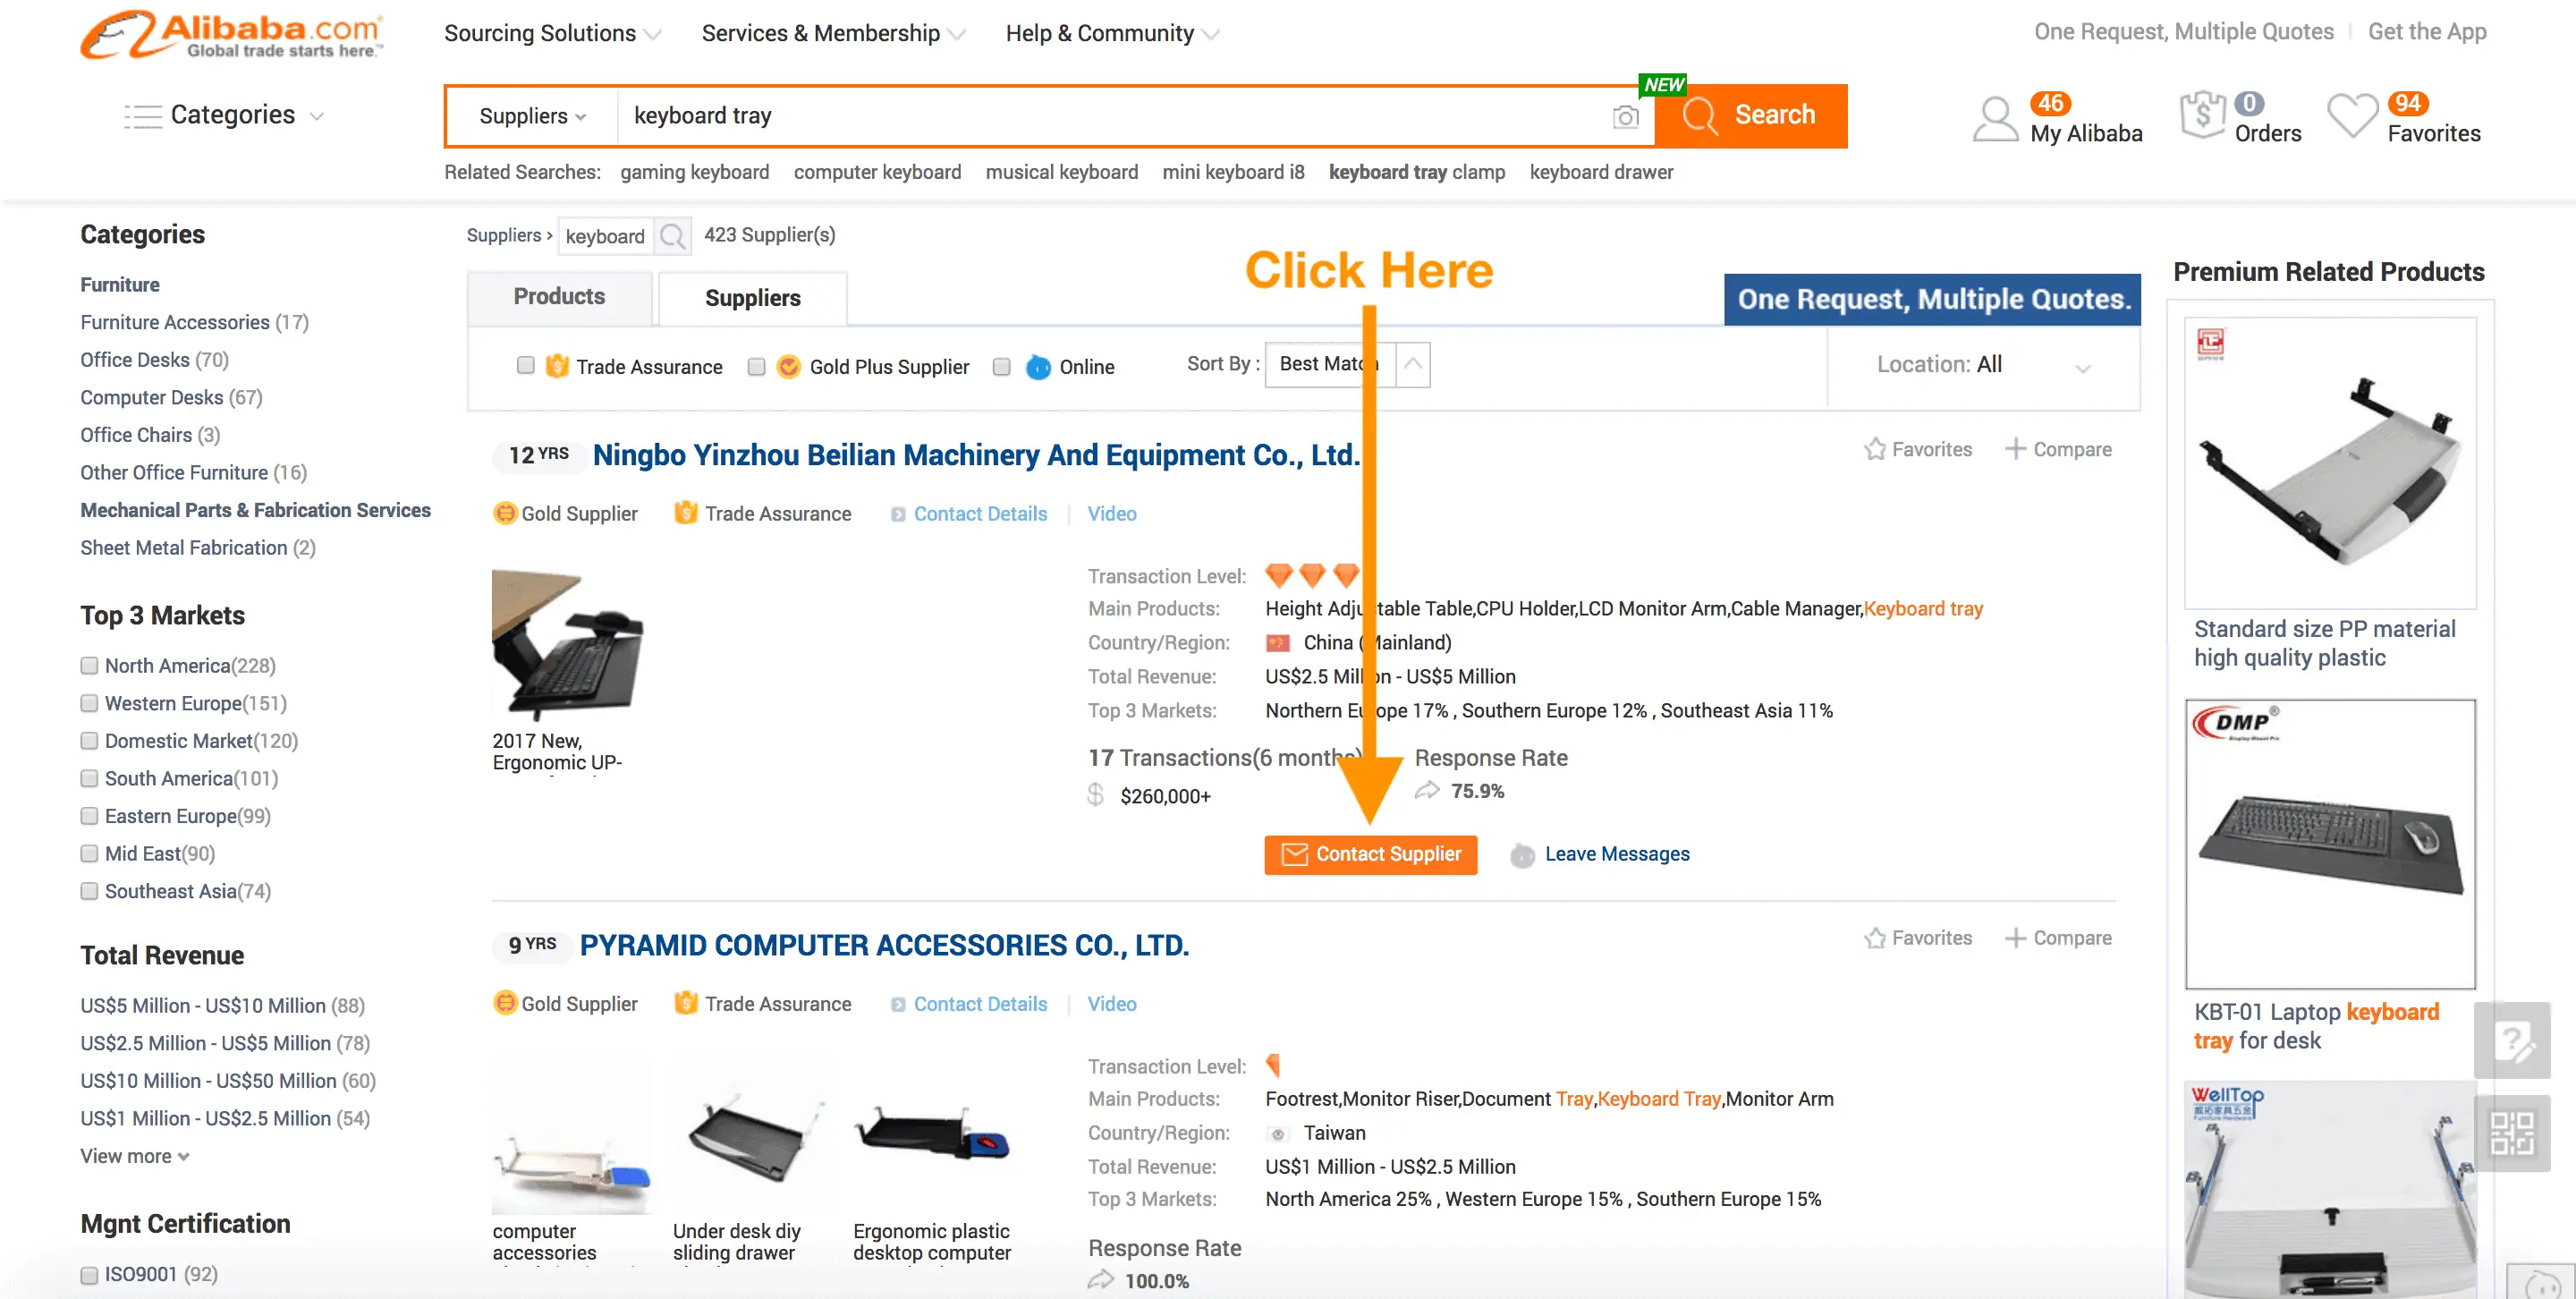 Alibaba.com
Global trade starts here.™
Sourcing Solutions
Services & Membership
Help & Community
One Request, Multiple Quotes
Get the App
Categories
Suppliers
keyboard tray
NEW
Search
46
My Alibaba
0
Orders
94
Favorites
Related Searches: gaming keyboard computer keyboard musical keyboard mini keyboard i8 keyboard tray clamp keyboard drawer
Categories
Furniture
Furniture Accessories (17)
Office Desks (70)
Computer Desks (67)
Office Chairs (3)
Other Office Furniture (16)
Mechanical Parts & Fabrication Services
Sheet Metal Fabrication (2)
Top 3 Markets
North America(228)
Western Europe(151)
Domestic Market(120)
South America(101)
Eastern Europe(99)
Mid East(90)
Southeast Asia(74)
Total Revenue
US$5 Million - US$10 Million (88)
US$2.5 Million - US$5 Million (78)
US$10 Million - US$50 Million (60)
US$1 Million - US$2.5 Million (54)
View more
Mgnt Certification
ISO9001 (92)
Suppliers > keyboard 423 Supplier(s)
Products
Suppliers
Click Here
One Request, Multiple Quotes.
Trade Assurance
Gold Plus Supplier
Online
Sort By : Best Match
Location: All
12 YRS Ningbo Yinzhou Beilian Machinery And Equipment Co., Ltd.
Favorites
Compare
Gold Supplier
Trade Assurance
Contact Details
Video
2017 New,
Ergonomic UP-
Transaction Level:
Main Products: Height Adjustable Table,CPU Holder,LCD Monitor Arm,Cable Manager,Keyboard tray
Country/Region: China (Mainland)
Total Revenue: US$2.5 Million - US$5 Million
Top 3 Markets: Northern Europe 17% , Southern Europe 12% , Southeast Asia 11%
17 Transactions(6 months)
$260,000+
Response Rate
75.9%
Contact Supplier
Leave Messages
9 YRS PYRAMID COMPUTER ACCESSORIES CO., LTD.
Favorites
Compare
Gold Supplier
Trade Assurance
Contact Details
Video
computer
accessories
Under desk diy
sliding drawer
Ergonomic plastic
desktop computer
Transaction Level:
Main Products: Footrest,Monitor Riser,Document Tray,Keyboard Tray,Monitor Arm
Country/Region: Taiwan
Total Revenue: US$1 Million - US$2.5 Million
Top 3 Markets: North America 25% , Western Europe 15% , Southern Europe 15%
Response Rate
100.0%
Premium Related Products
Standard size PP material
high quality plastic
DMP®
KBT-01 Laptop keyboard
tray for desk
WellTop